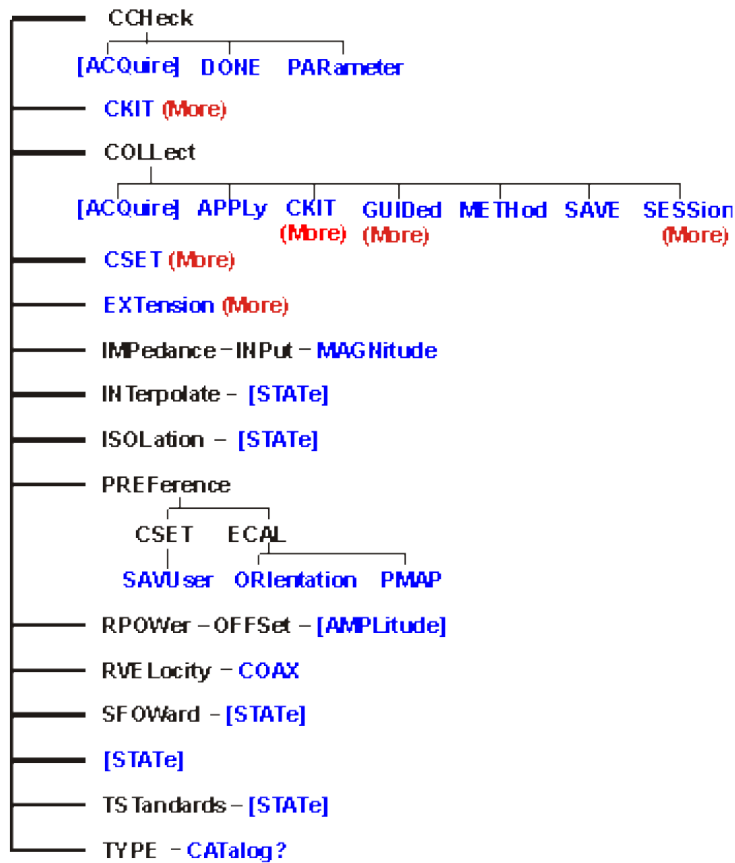 CCHeck
[ACQuire] DONE PARameter
CKIT (More)
COLLect
[ACQuire] APPLy CKIT GUIDed METHod SAVE SESSion
(More) (More) (More)
CSET (More)
EXTension (More)
IMPedance – INPut – MAGNitude
INTerpolate – [STATe]
ISOLation – [STATe]
PREFerence
CSET ECAL
SAVUser ORIentation PMAP
RPOWer – OFFSet – [AMPLitude]
RVELocity – COAX
SFOWard – [STATe]
[STATe]
TSTandards – [STATe]
TYPE – CATalog?